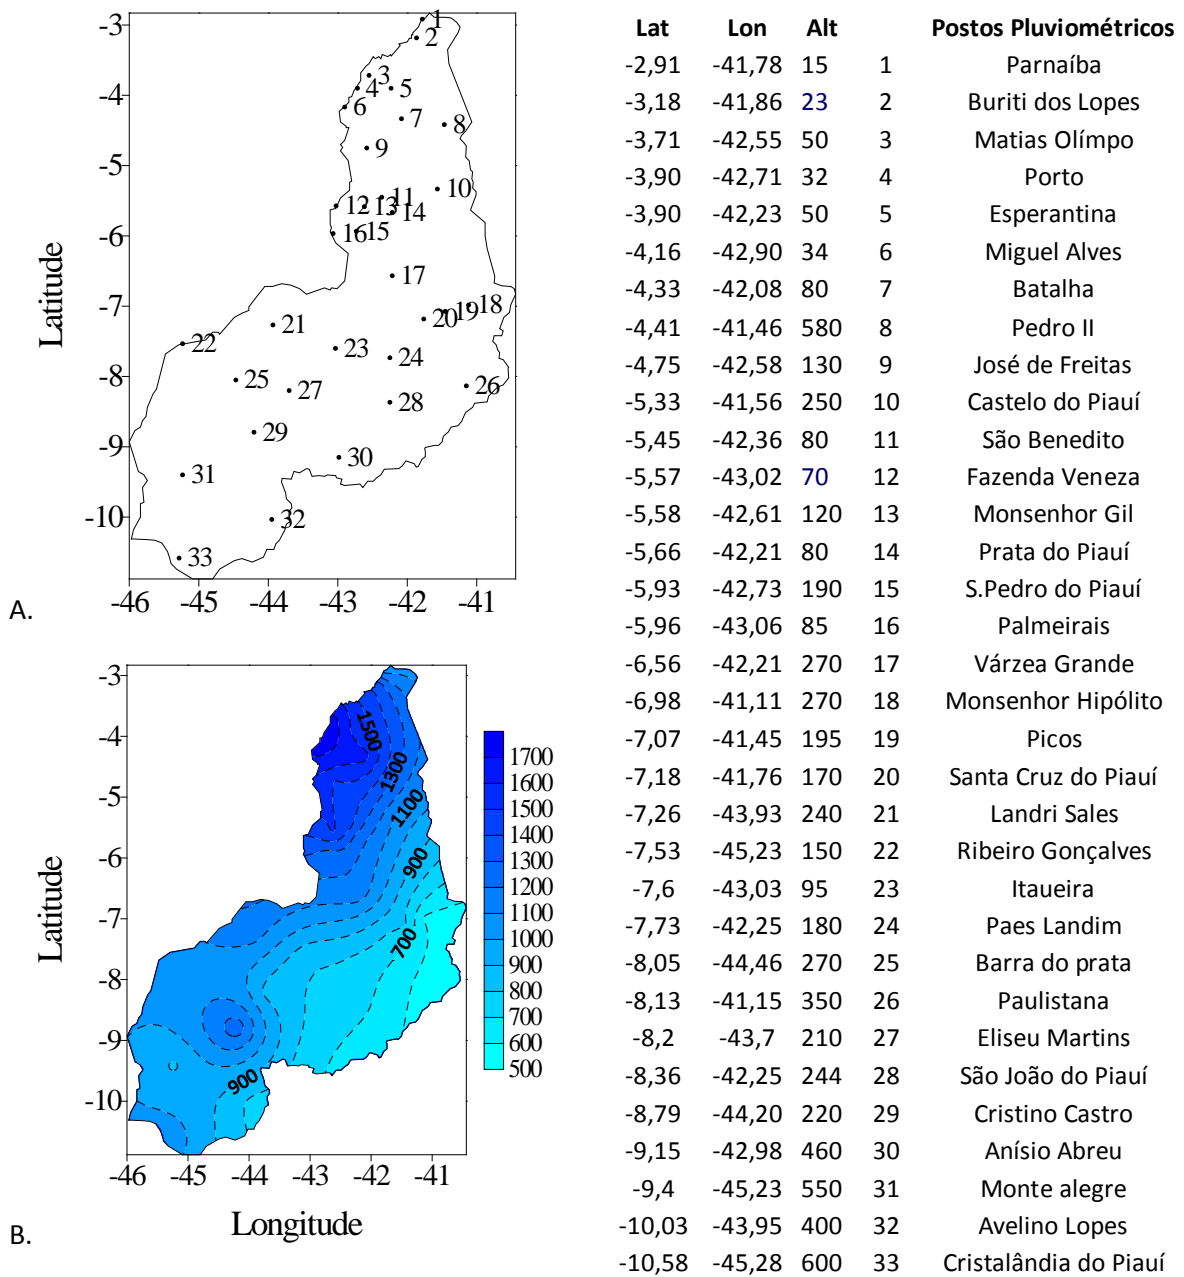 -3
-4
-5
-6
-7
-8
-9
-10
Latitude
1
2
3
4
5
6
7
8
9
10
11
12
13
14
15
16
17
18
19
20
21
22
23
24
25
26
27
28
29
30
31
32
33
-46 -45 -44 -43 -42 -41
A.
-3
-4
-5
-6
-7
-8
-9
-10
Latitude
1500
1300
1100
900
700
900
1700
1600
1500
1400
1300
1200
1100
1000
900
800
700
600
500
-46 -45 -44 -43 -42 -41
Longitude
B.
Lat Lon Alt Postos Pluviométricos
-2,91 -41,78 15 1 Parnaíba
-3,18 -41,86 23 2 Buriti dos Lopes
-3,71 -42,55 50 3 Matias Olímpo
-3,90 -42,71 32 4 Porto
-3,90 -42,23 50 5 Esperantina
-4,16 -42,90 34 6 Miguel Alves
-4,33 -42,08 80 7 Batalha
-4,41 -41,46 580 8 Pedro II
-4,75 -42,58 130 9 José de Freitas
-5,33 -41,56 250 10 Castelo do Piauí
-5,45 -42,36 80 11 São Benedito
-5,57 -43,02 70 12 Fazenda Veneza
-5,58 -42,61 120 13 Monsenhor Gil
-5,66 -42,21 80 14 Prata do Piauí
-5,93 -42,73 190 15 S.Pedro do Piauí
-5,96 -43,06 85 16 Palmeirais
-6,56 -42,21 270 17 Várzea Grande
-6,98 -41,11 270 18 Monsenhor Hipólito
-7,07 -41,45 195 19 Picos
-7,18 -41,76 170 20 Santa Cruz do Piauí
-7,26 -43,93 240 21 Landri Sales
-7,53 -45,23 150 22 Ribeiro Gonçalves
-7,6 -43,03 95 23 Itaueira
-7,73 -42,25 180 24 Paes Landim
-8,05 -44,46 270 25 Barra do prata
-8,13 -41,15 350 26 Paulistana
-8,2 -43,7 210 27 Eliseu Martins
-8,36 -42,25 244 28 São João do Piauí
-8,79 -44,20 220 29 Cristino Castro
-9,15 -42,98 460 30 Anísio Abreu
-9,4 -45,23 550 31 Monte alegre
-10,03 -43,95 400 32 Avelino Lopes
-10,58 -45,28 600 33 Cristalândia do Piauí